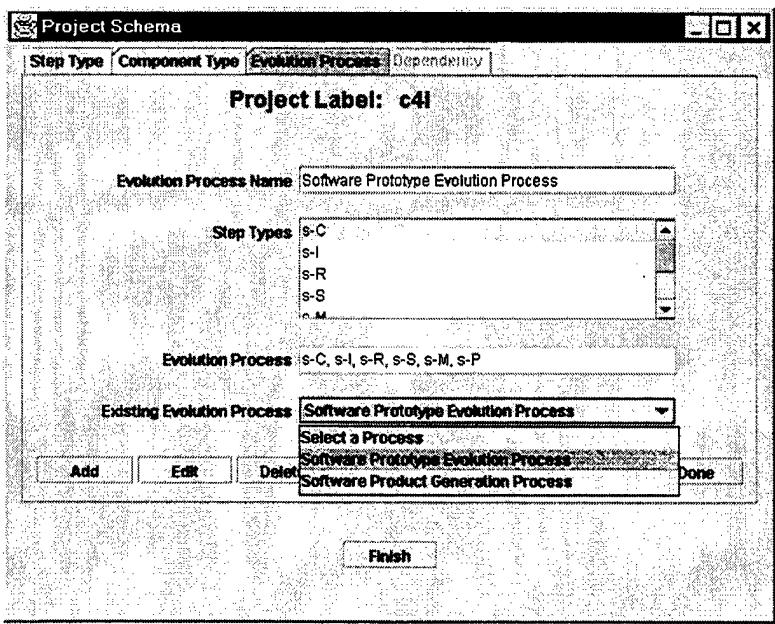 Project Schema
Step Type Component Type Evolution Process Dependency
Project Label: c4i
Evolution Process Name Software Prototype Evolution Process
Step Types s-C
s-I
s-R
s-S
s-M
Evolution Process s-C, s-I, s-R, s-S, s-M, s-P
Existing Evolution Process Software Prototype Evolution Process
Select a Process
Software Prototype Evolution Process
Software Product Generation Process
Add Edit Delet Done
Finish